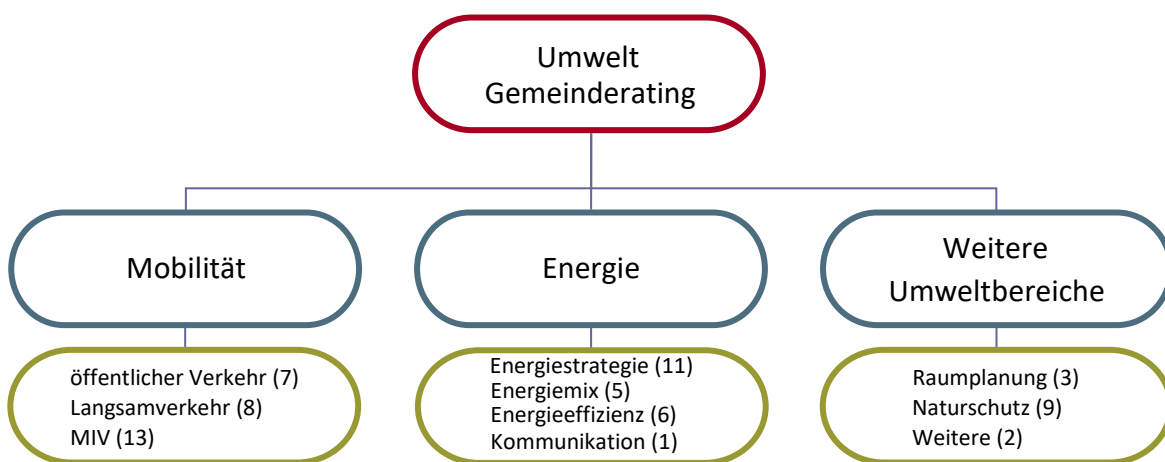 Umwelt
Gemeinderating
Mobilität
Energie
Weitere
Umweltbereiche
öffentlicher Verkehr (7)
Langsamverkehr (8)
MIV (13)
Energiestrategie (11)
Energiemix (5)
Energieeffizienz (6)
Kommunikation (1)
Raumplanung (3)
Naturschutz (9)
Weitere (2)